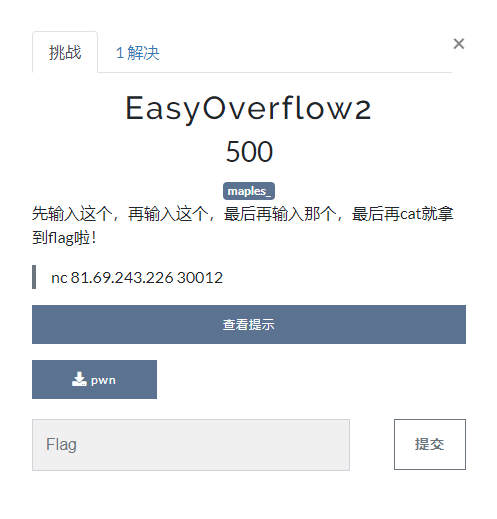 挑战
1 解决
×
EasyOverflow2
500
maples_
先输入这个，再输入这个，最后再输入那个，最后再cat就拿
到flag啦！
nc 81.69.243.226 30012
查看提示
pwn
Flag
提交